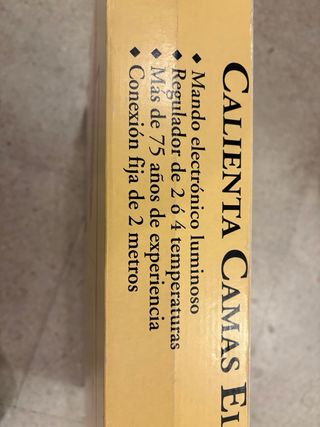 CALIENTA CAMAS EL
◆ Mando electrónico luminoso
◆ Regulador de 2 ó 4 temperaturas
◆ Más de 75 años de experiencia
◆ Conexión fija de 2 metros